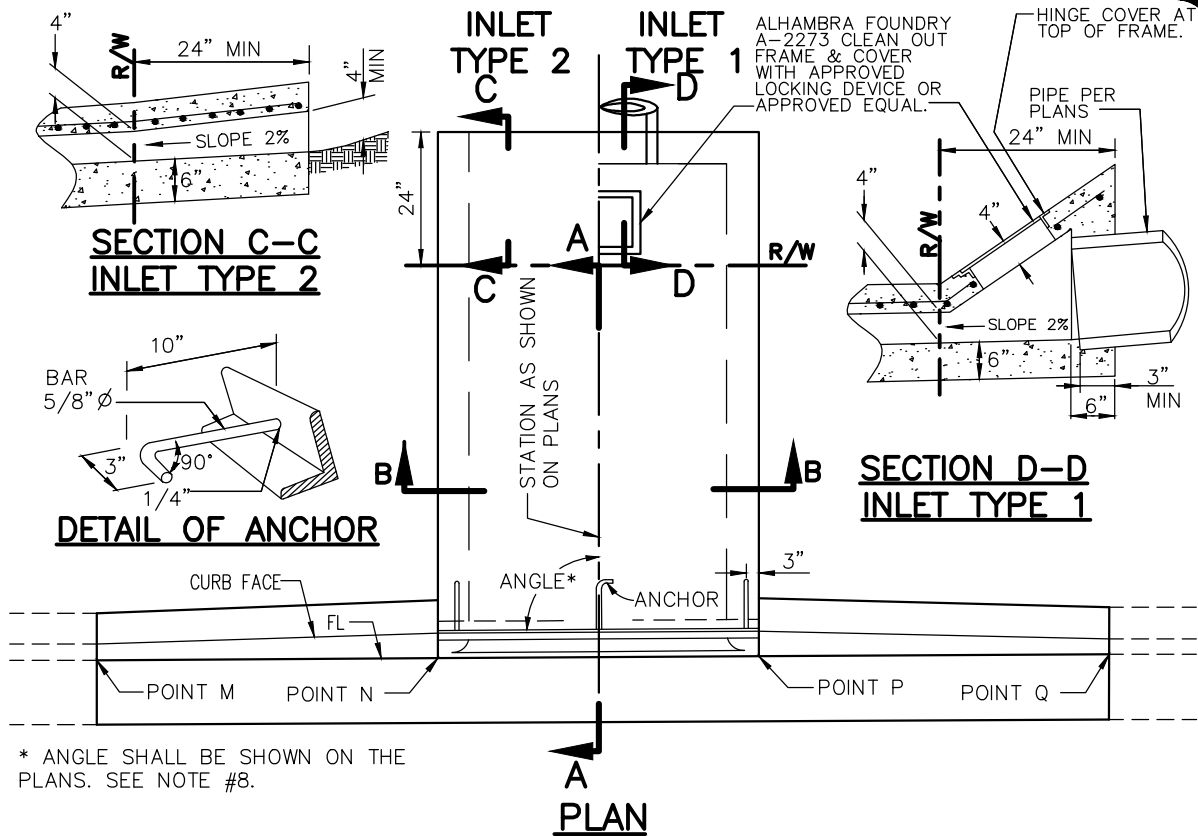 4”
R/W
24” MIN
4”
MIN
SLOPE 2%
6”
SECTION C–C
INLET TYPE 2
10”
BAR
5/8” Ø
3”
90°
1/4”
DETAIL OF ANCHOR
INLET
TYPE 2
INLET
TYPE 1
C
D
24”
A
R/W
C
D
STATION AS SHOWN
ON PLANS
B
B
ANGLE*
ANCHOR
3”
CURB FACE
FL
POINT M
POINT N
POINT P
POINT Q
A
PLAN
* ANGLE SHALL BE SHOWN ON THE
PLANS. SEE NOTE #8.
ALHAMBRA FOUNDRY
A–2273 CLEAN OUT
FRAME & COVER
WITH APPROVED
LOCKING DEVICE OR
APPROVED EQUAL.
HINGE COVER AT
TOP OF FRAME.
PIPE PER
PLANS
24” MIN
4”
R/W
4”
SLOPE 2%
6”
3”
MIN
6”
SECTION D–D
INLET TYPE 1